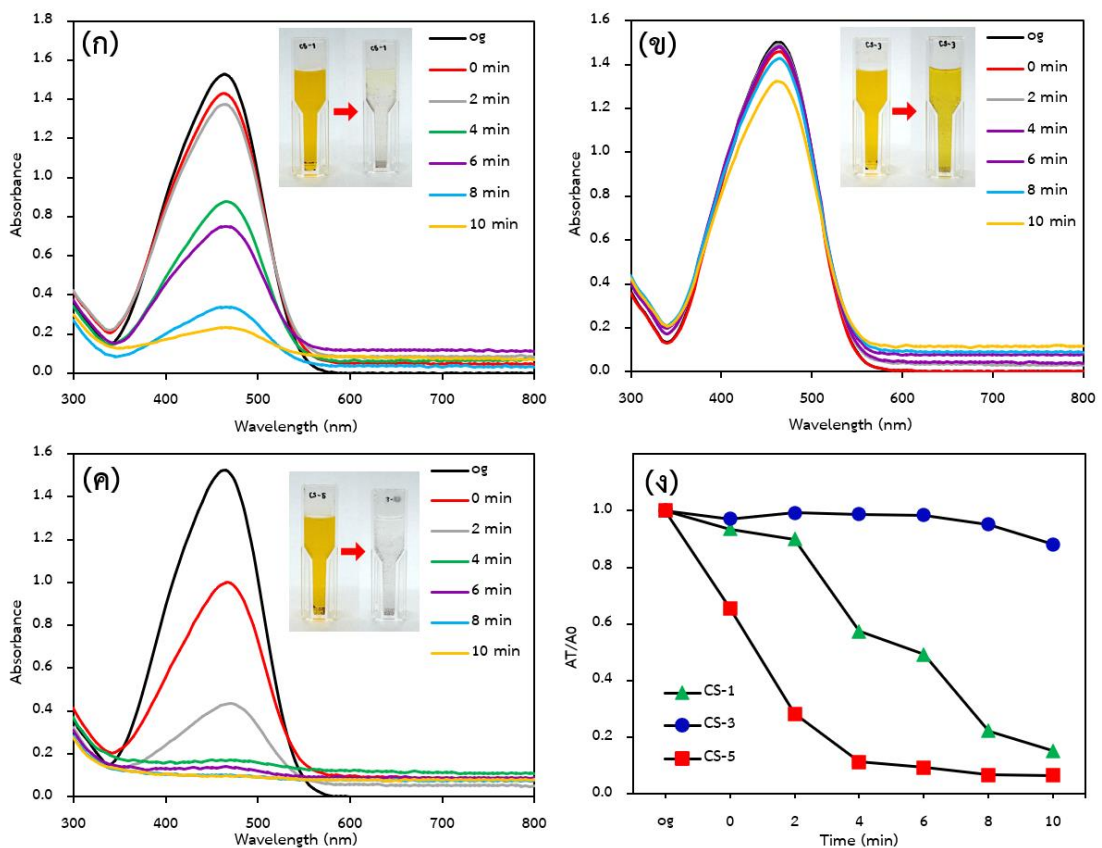 (ก)
1.8
1.6
1.4
1.2
1.0
0.8
0.6
0.4
0.2
0.0
Absorbance
300 400 500 600 700 800
Wavelength (nm)
CS-1 CS-1
og
0 min
2 min
4 min
6 min
8 min
10 min
(ข)
1.6
1.4
1.2
1.0
0.8
0.6
0.4
0.2
0.0
Absorbance
300 400 500 600 700 800
Wavelength (nm)
CS-3 CS-3
og
0 min
2 min
4 min
6 min
8 min
10 min
(ค)
1.6
1.4
1.2
1.0
0.8
0.6
0.4
0.2
0.0
Absorbance
300 400 500 600 700 800
Wavelength (nm)
CS-5
og
0 min
2 min
4 min
6 min
8 min
10 min
(ง)
1.0
0.8
0.6
0.4
0.2
0.0
AT/A0
CS-1
CS-3
CS-5
og 0 2 4 6 8 10
Time (min)